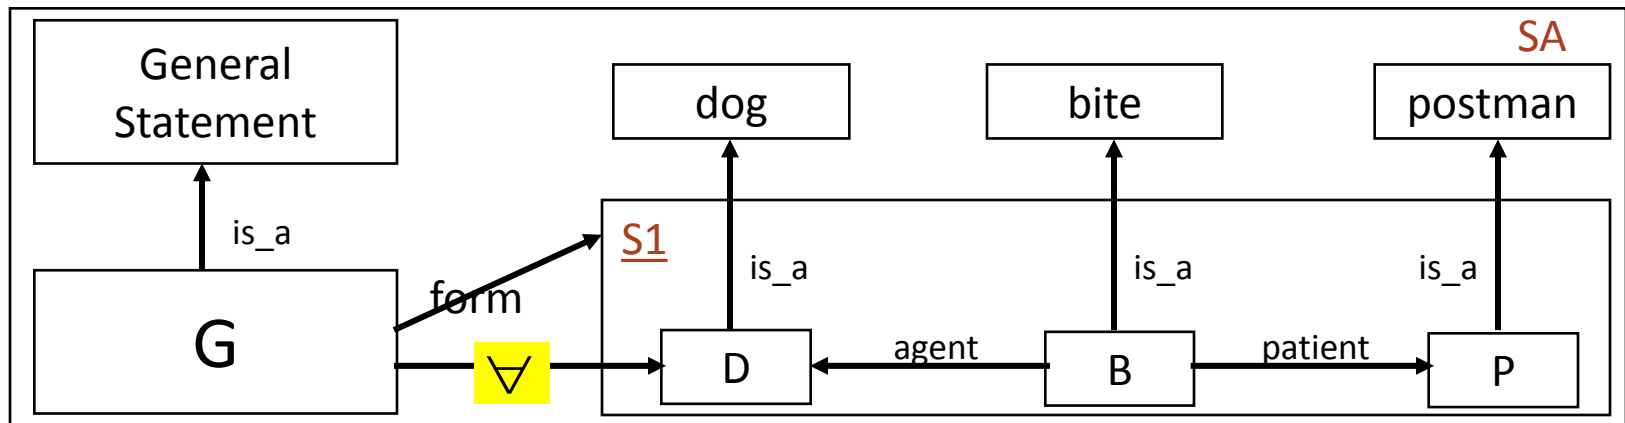 SA
General
Statement
dog
bite
postman
is_a
S1
form
is_a
is_a
is_a
G
∀
D
agent
B
patient
P